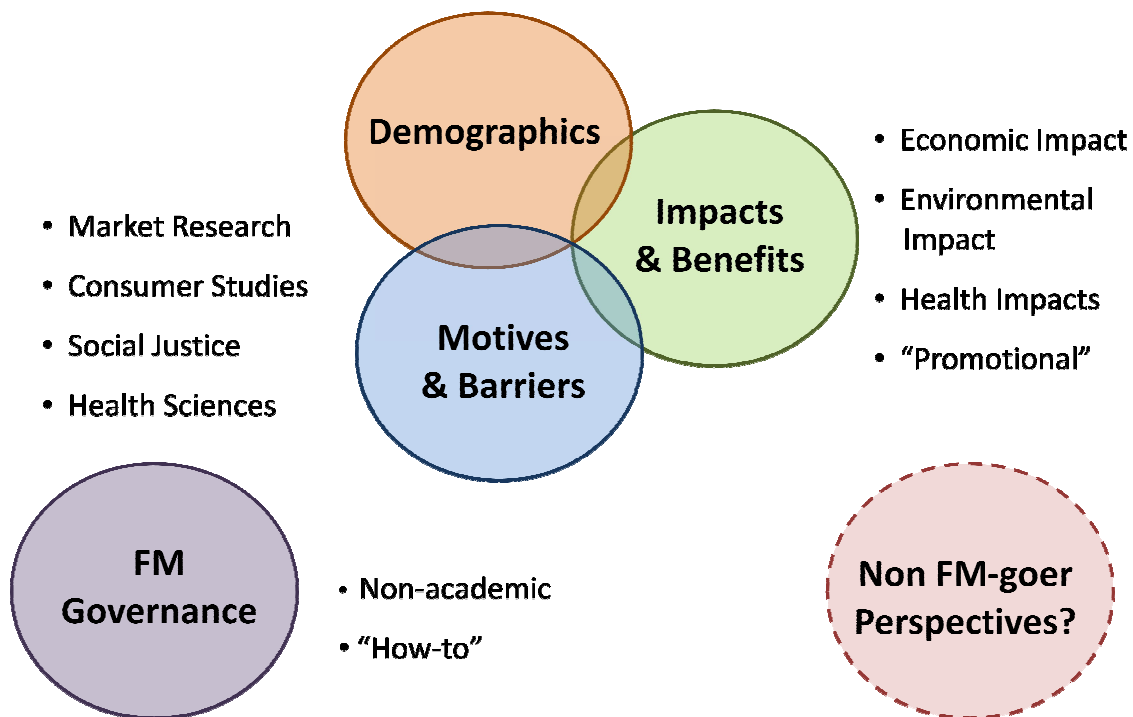 Demographics
Impacts
& Benefits
Motives
& Barriers
• Market Research
• Consumer Studies
• Social Justice
• Health Sciences
• Economic Impact
• Environmental
Impact
• Health Impacts
• “Promotional”
FM
Governance
• Non-academic
• “How-to”
Non FM-goer
Perspectives?